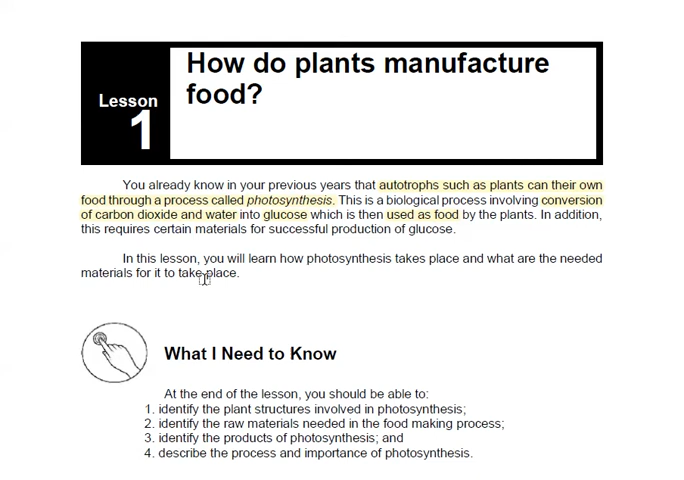 How do plants manufacture
food?
Lesson
1
You already know in your previous years that autotrophs such as plants can their own
food through a process called photosynthesis. This is a biological process involving conversion
of carbon dioxide and water into glucose which is then used as food by the plants. In addition,
this requires certain materials for successful production of glucose.
In this lesson, you will learn how photosynthesis takes place and what are the needed
materials for it to take place.
What I Need to Know
At the end of the lesson, you should be able to:
1. identify the plant structures involved in photosynthesis;
2. identify the raw materials needed in the food making process;
3. identify the products of photosynthesis; and
4. describe the process and importance of photosynthesis.